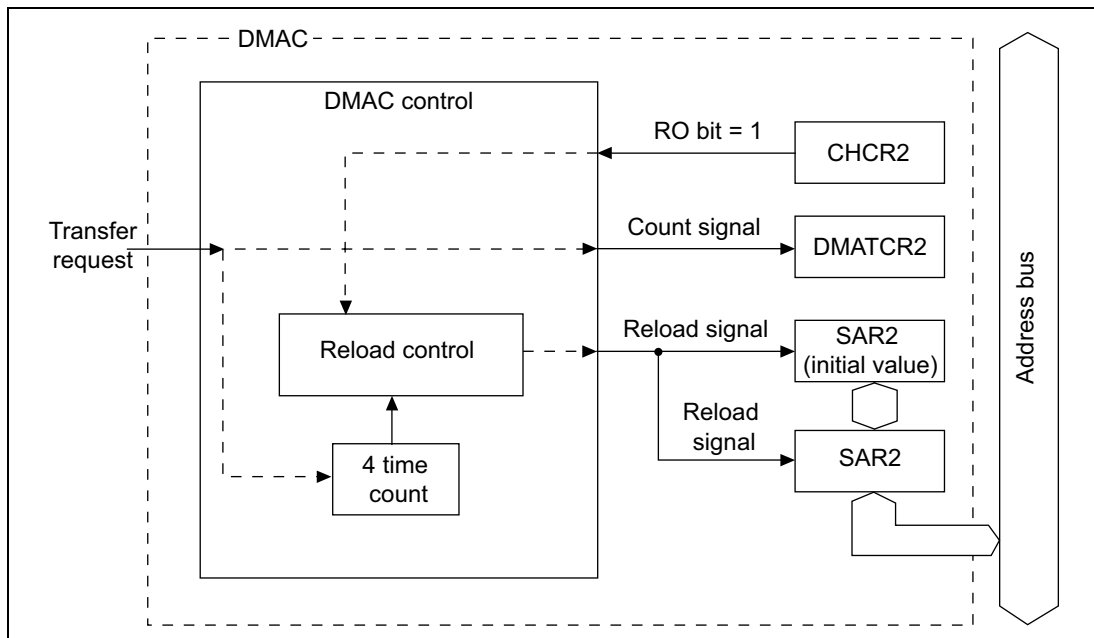 DMAC
DMAC control
RO bit = 1
CHCR2
Transfer
request
Count signal
DMATCR2
Reload control
Reload signal
SAR2
(initial value)
Reload
signal
SAR2
4 time
count
Address bus